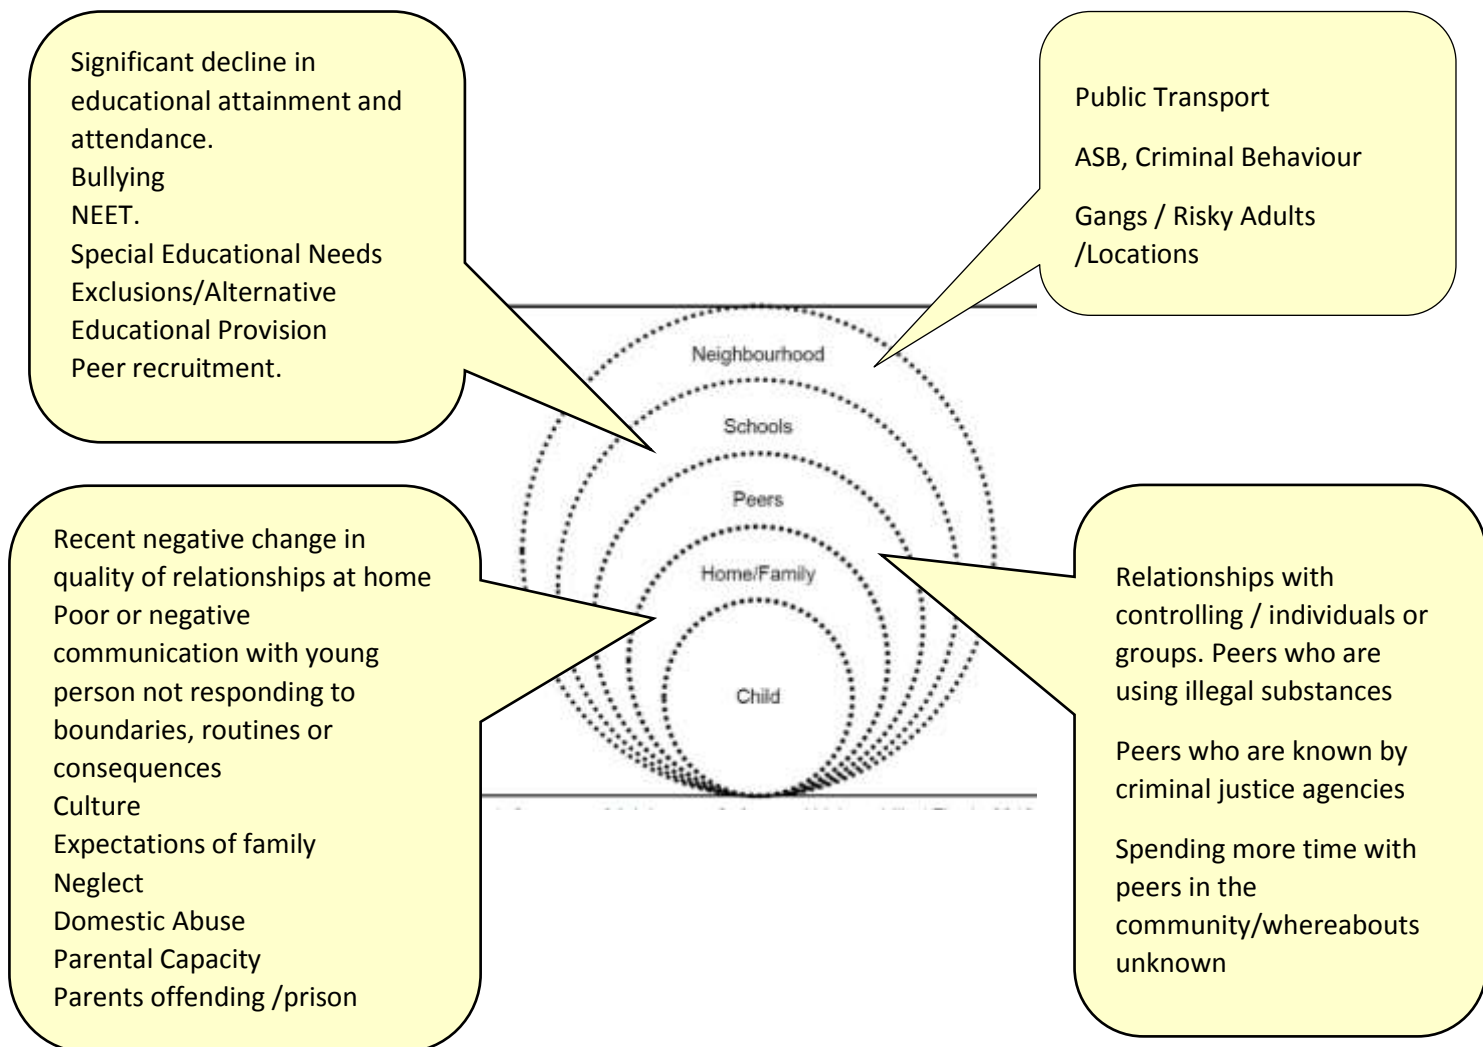 Significant decline in
educational attainment and
attendance.
Bullying
NEET.
Special Educational Needs
Exclusions/Alternative
Educational Provision
Peer recruitment.
Public Transport
ASB, Criminal Behaviour
Gangs / Risky Adults
/Locations
Neighbourhood
Schools
Peers
Home/Family
Child
Recent negative change in
quality of relationships at home
Poor or negative
communication with young
person not responding to
boundaries, routines or
consequences
Culture
Expectations of family
Neglect
Domestic Abuse
Parental Capacity
Parents offending /prison
Relationships with
controlling / individuals or
groups. Peers who are
using illegal substances
Peers who are known by
criminal justice agencies
Spending more time with
peers in the
community/whereabouts
unknown